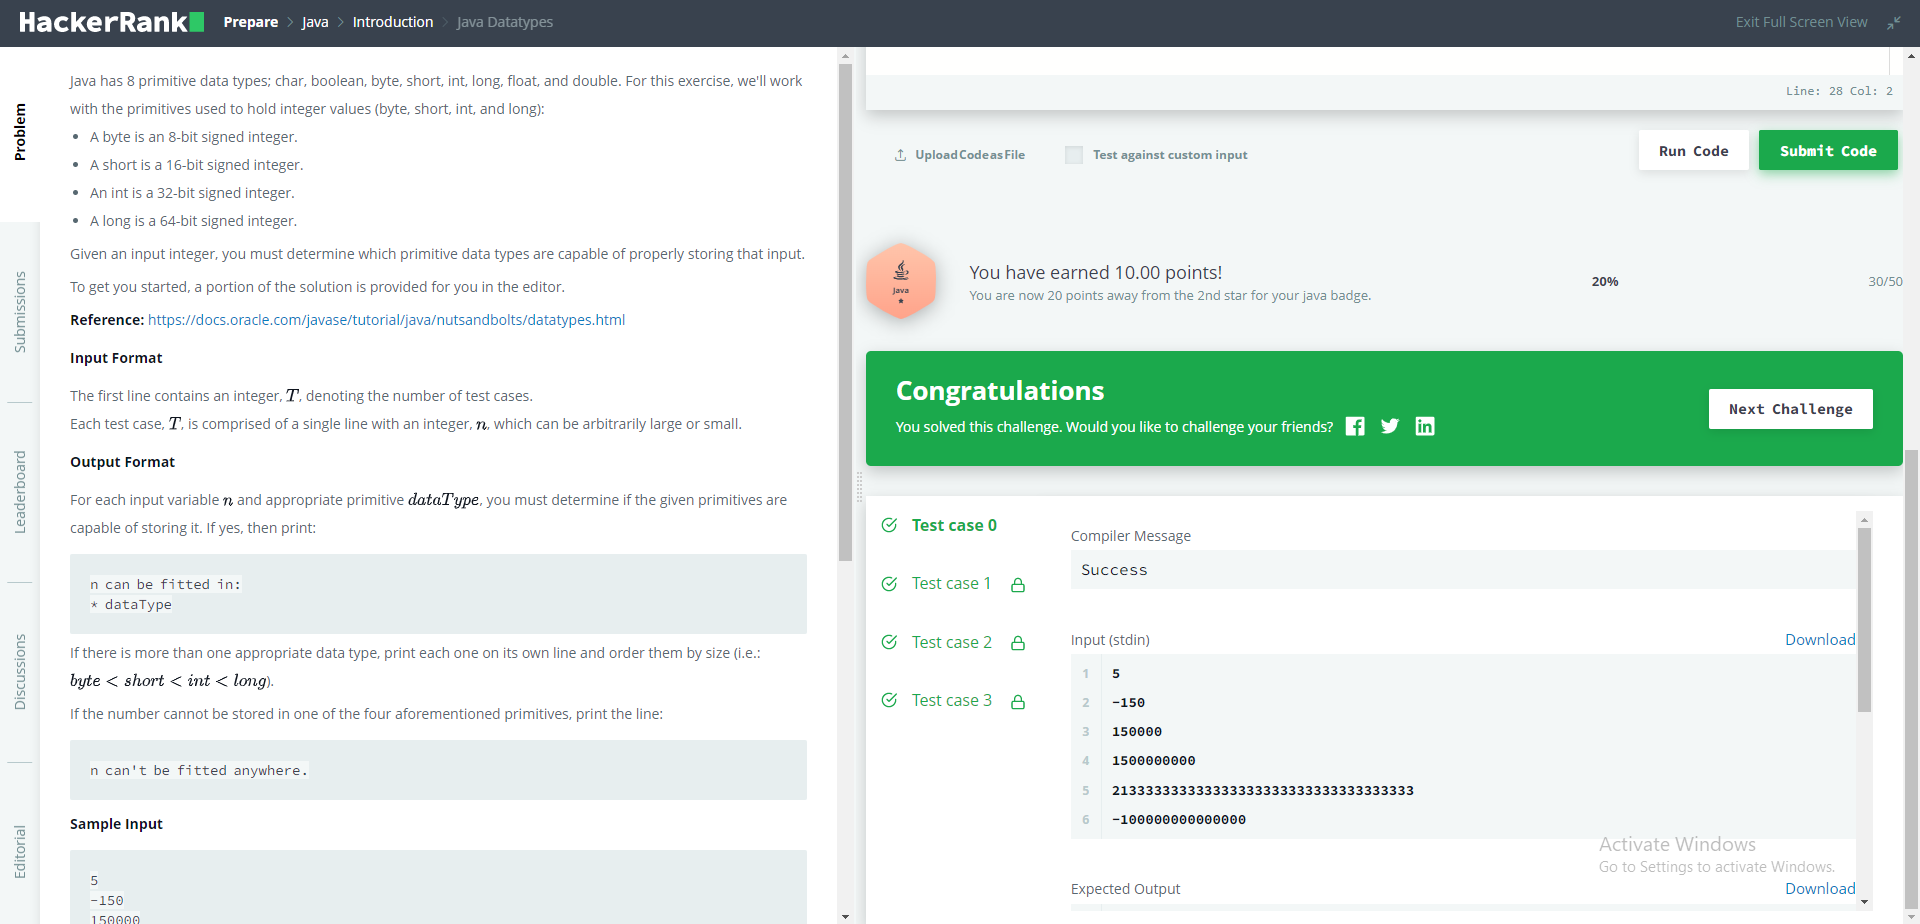 HackerRank Prepare > Java > Introduction > Java Datatypes Exit Full Screen View
Problem
Submissions
Leaderboard
Discussions
Editorial
Java has 8 primitive data types; char, boolean, byte, short, int, long, float, and double. For this exercise, we'll work
with the primitives used to hold integer values (byte, short, int, and long):
• A byte is an 8-bit signed integer.
• A short is a 16-bit signed integer.
• An int is a 32-bit signed integer.
• A long is a 64-bit signed integer.
Given an input integer, you must determine which primitive data types are capable of properly storing that input.
To get you started, a portion of the solution is provided for you in the editor.
Reference: https://docs.oracle.com/javase/tutorial/java/nutsandbolts/datatypes.html
Input Format
The first line contains an integer, T, denoting the number of test cases.
Each test case, T, is comprised of a single line with an integer, n, which can be arbitrarily large or small.
Output Format
For each input variable n and appropriate primitive dataType, you must determine if the given primitives are
capable of storing it. If yes, then print:
n can be fitted in:
* dataType
If there is more than one appropriate data type, print each one on its own line and order them by size (i.e.:
byte < short < int < long).
If the number cannot be stored in one of the four aforementioned primitives, print the line:
n can't be fitted anywhere.
Sample Input
5
-150
150000
Line: 28 Col: 2
Upload Code as File Test against custom input Run Code Submit Code
Java
You have earned 10.00 points!
You are now 20 points away from the 2nd star for your java badge.
20% 30/50
Congratulations
You solved this challenge. Would you like to challenge your friends?
Next Challenge
Test case 0
Test case 1
Test case 2
Test case 3
Compiler Message
Success
Input (stdin) Download
1 5
2 -150
3 150000
4 1500000000
5 213333333333333333333333333333333333
6 -100000000000000
Activate Windows
Go to Settings to activate Windows.
Expected Output Download